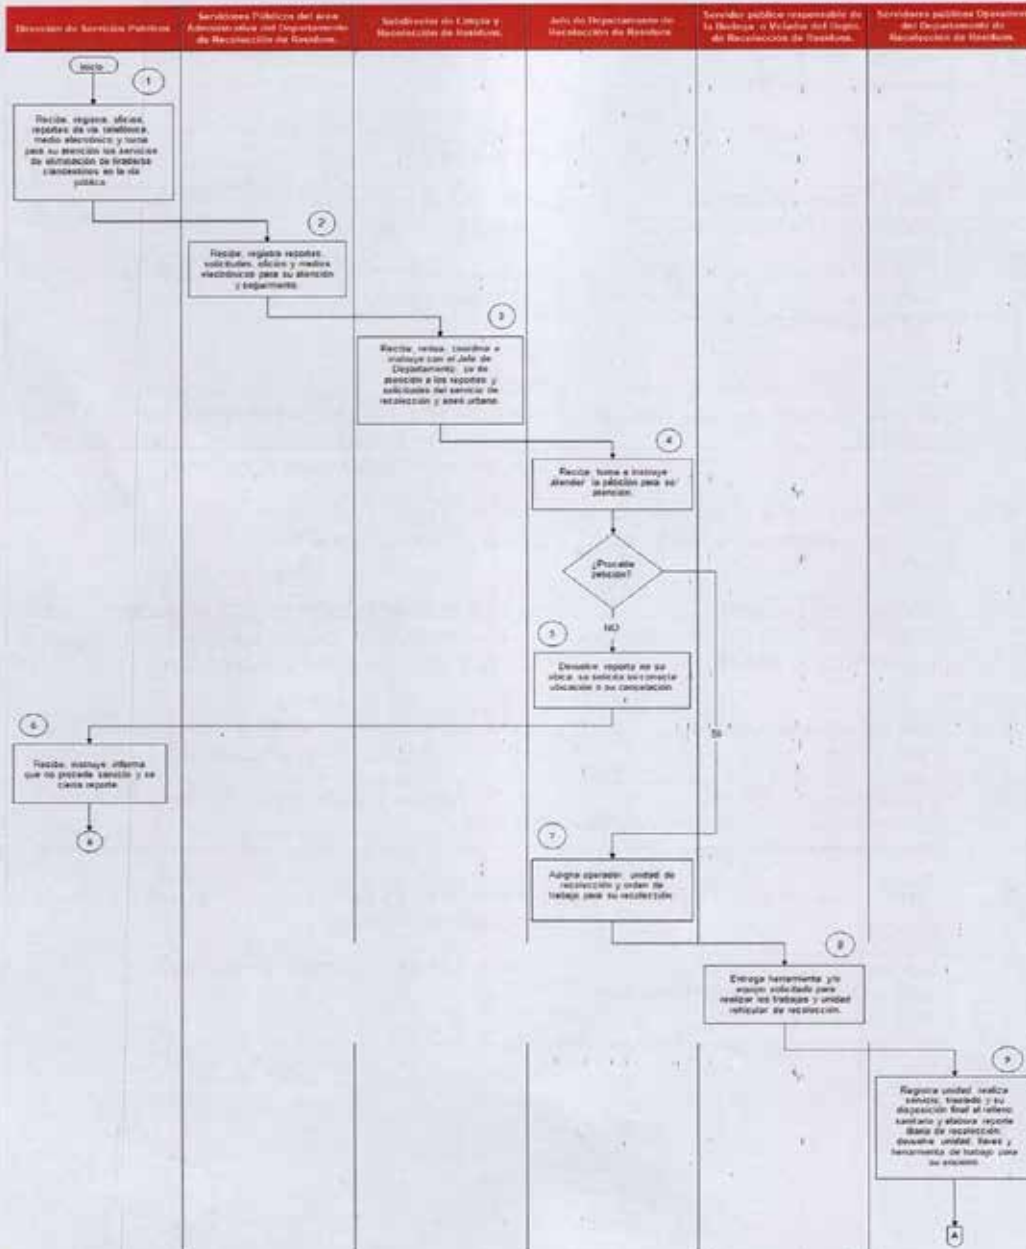 Dirección de Servicios Públicos
Servidores Públicos del área
Administrativa del Departamento
de Recolección de Residuos.
Subdirector de Limpia y
Recolección de Residuos.
Jefe de Departamento de
Recolección de Residuos
Servidor público responsable de
la Bodega o Velador del Depto.
de Recolección de Residuos.
Servidores públicos Operativos
del Departamento de
Recolección de Residuos.
Inicio
1
Recibe, registra, oficios,
reportes de vía telefónica,
medio electrónico y turna
para su atención los servicios
de eliminación de tiraderos
clandestinos en la vía
pública.
2
Recibe, registra reportes,
solicitudes, oficios y medios
electrónicos para su atención
y seguimiento.
3
Recibe, revisa, coordina e
instruye con el Jefe de
Departamento, se de
atención a los reportes y
solicitudes del servicio de
recolección y aseo urbano.
4
Recibe, turna e instruye
atender la petición para su
atención.
¿Procede
petición?
NO
5
Devuelve reporte no se
ubica, se solicita su correcta
ubicación o su cancelación
SI
6
Recibe, instruye, informa
que no procede servicio y se
cierra reporte.
7
Asigna operador, unidad de
recolección y orden de
trabajo para su recolección.
8
Entrega herramienta y/o
equipo solicitado para
realizar los trabajos y unidad
vehicular de recolección.
9
Registra unidad, realiza
servicio, traslado y su
disposición final al relleno
sanitario y elabora reporte
diario de recolección,
devuelve unidad, llaves y
herramienta de trabajo para
su
A